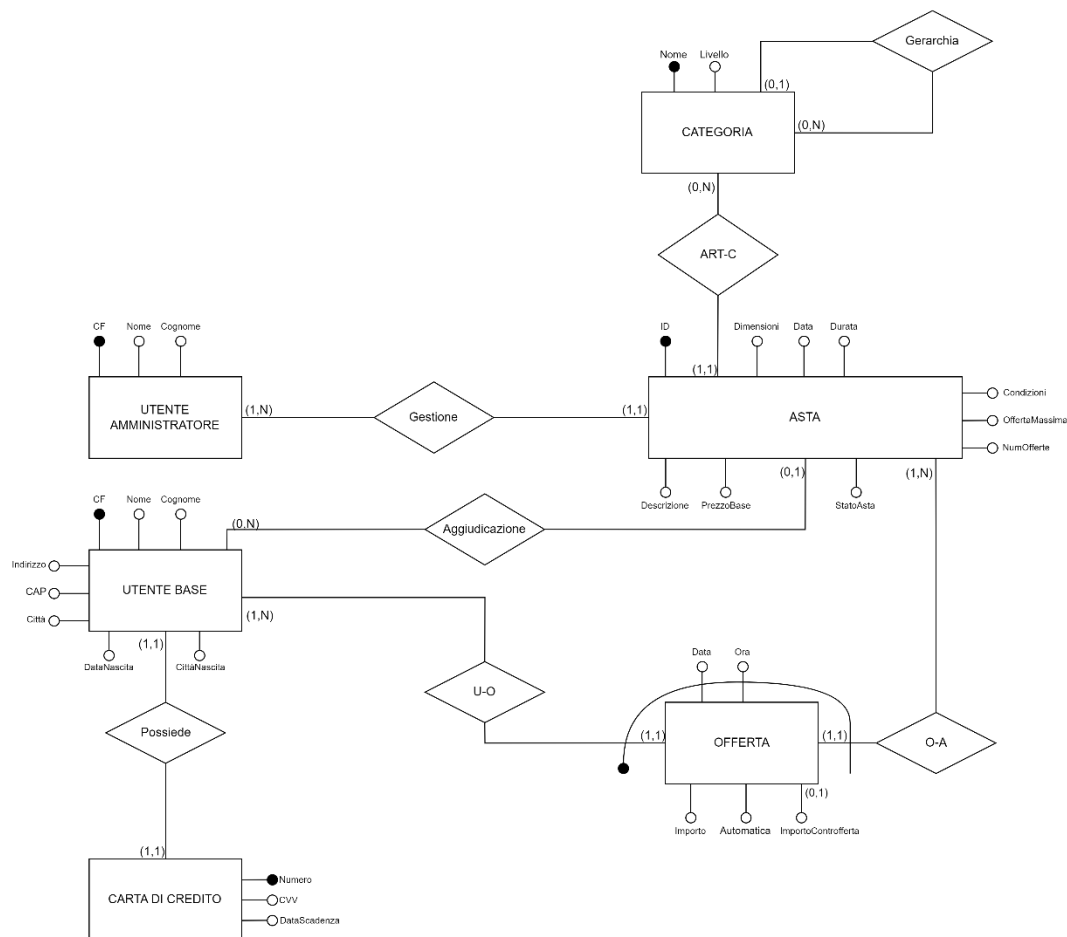 Gerarchia
Nome
Livello
(0,1)
CATEGORIA
(0,N)
(0,N)
ART-C
CF
Nome
Cognome
ID
Dimensioni
Data
Durata
(1,1)
UTENTE
AMMINISTRATORE
(1,N)
Gestione
(1,1)
ASTA
Condizioni
OffertaMassima
NumOfferte
(0,1)
(1,N)
Descrizione
PrezzoBase
StatoAsta
CF
Nome
Cognome
(0,N)
Aggiudicazione
Indirizzo
CAP
Città
UTENTE BASE
(1,N)
(1,1)
DataNascita
CittàNascita
U-O
Data
Ora
Possiede
(1,1)
OFFERTA
(1,1)
O-A
(0,1)
Importo
Automatica
ImportoControfferta
(1,1)
CARTA DI CREDITO
Numero
CVV
DataScadenza